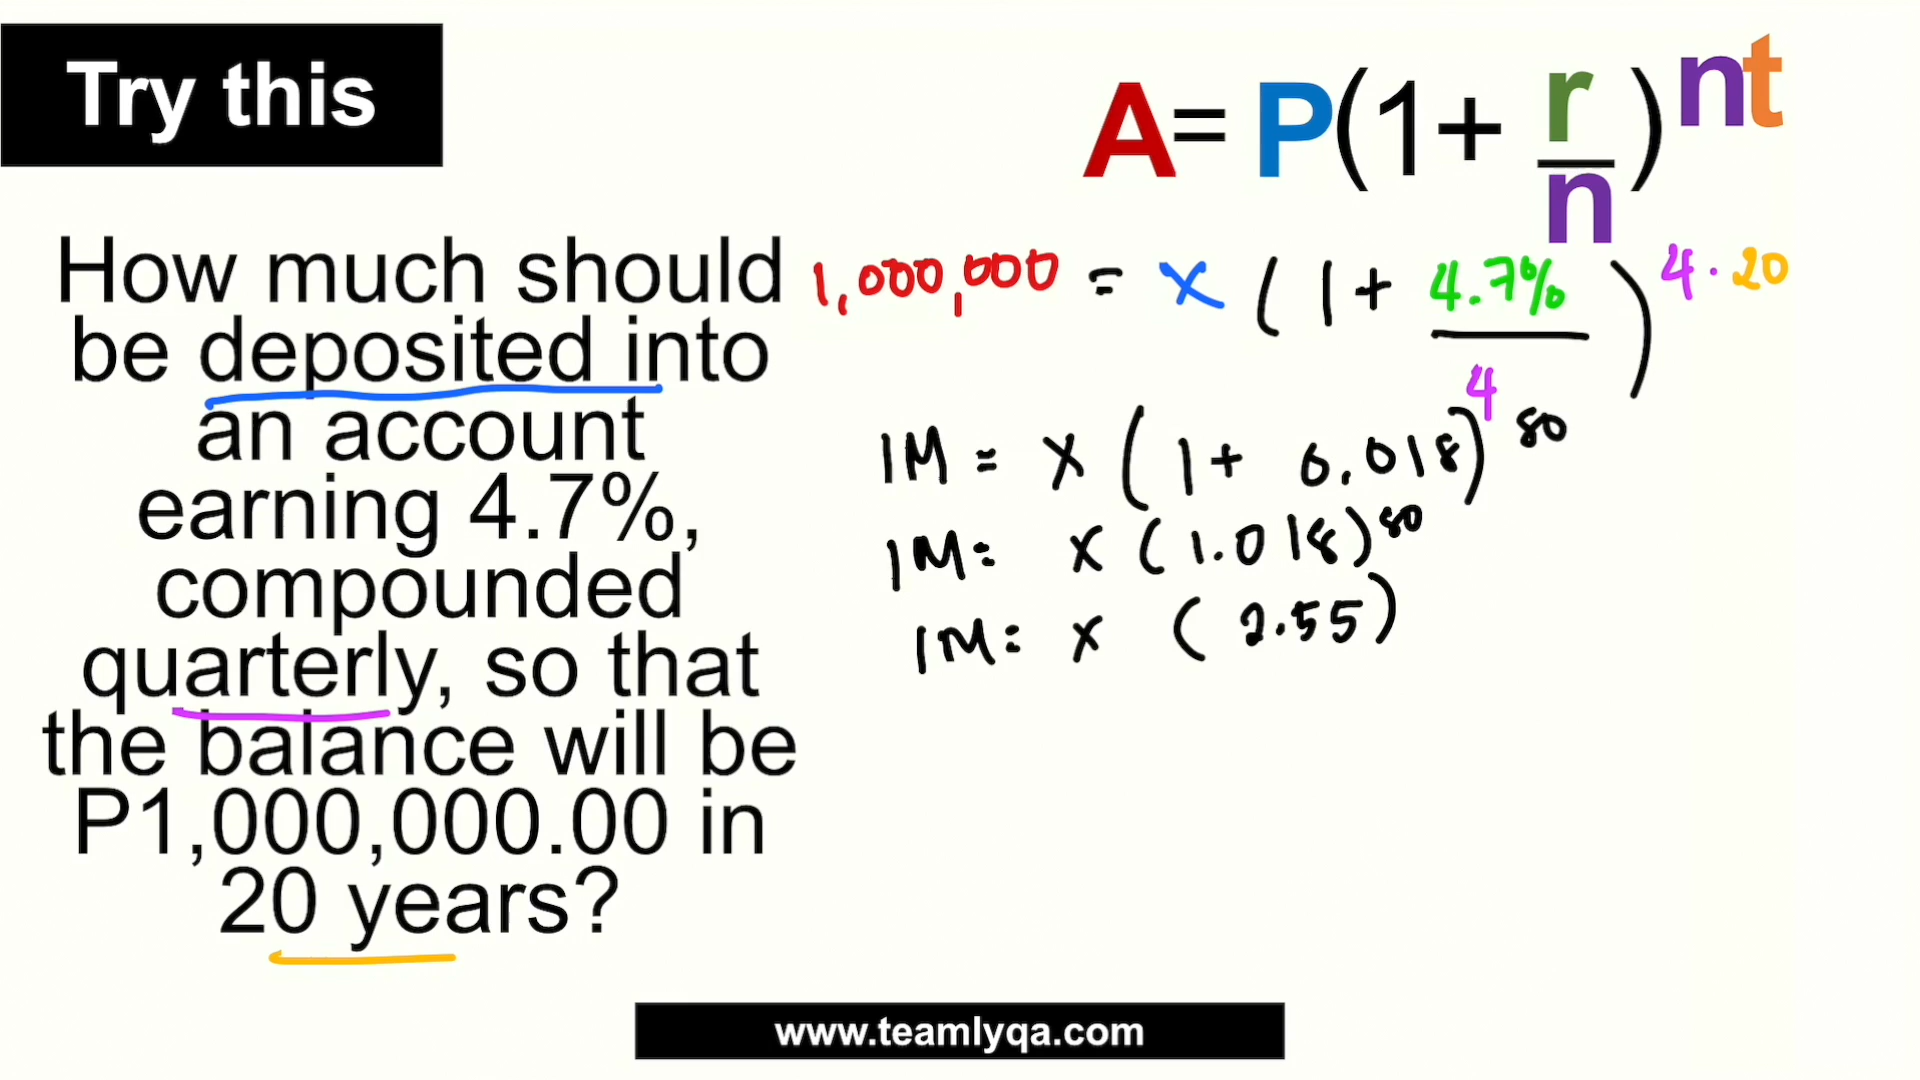 Try this
A= P(1+ r/n)^nt
How much should
be deposited into
an account
earning 4.7%,
compounded
quarterly, so that
the balance will be
P1,000,000.00 in
20 years?
1,000,000 = x (1+ 4.7%/4)^4·20
1M = x (1+ 0.018)^80
1M= x (1.018)^80
1M= x (2.55)
www.teamlyqa.com